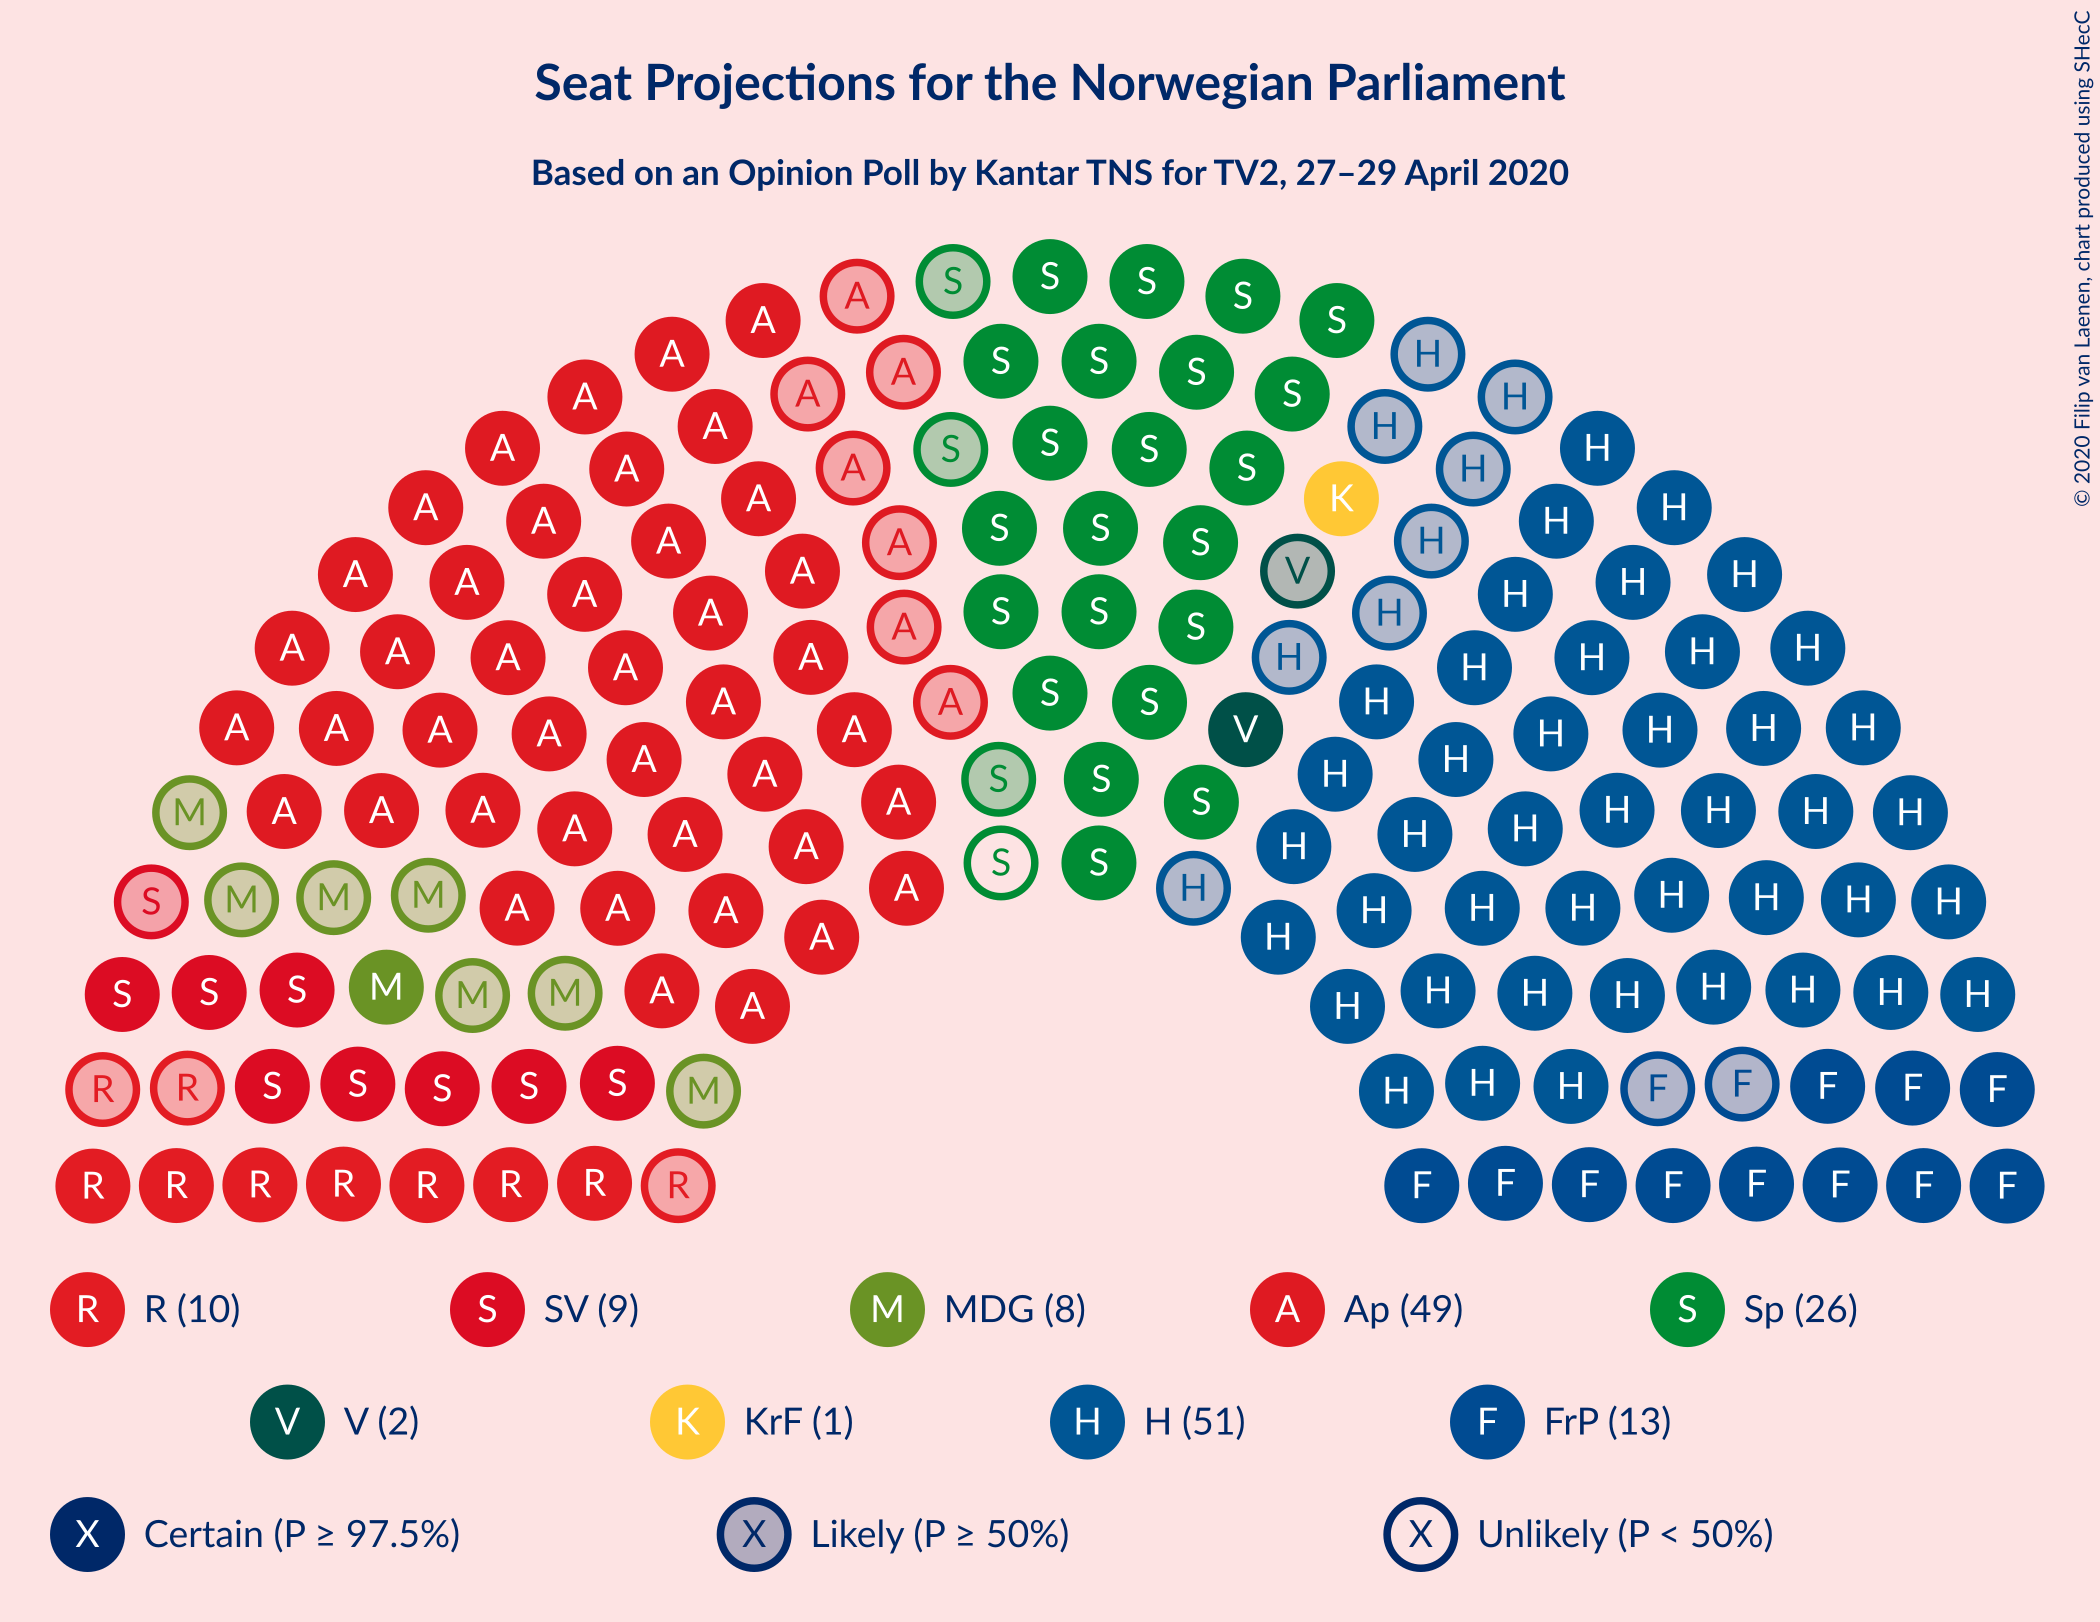 Seat Projections for the Norwegian Parliament
Based on an Opinion Poll by Kantar TNS for TV2, 27–29 April 2020
© 2020 Filip van Laenen, chart produced using SHecC
A S S S S
A S
A H
A A S S S S H
A A H
A A S S S S H H
A A K H
A A A S S S H H H
A A V
A A A A S S S H H H H
A A A A A H H H H H
A A A A A A S S V H H H H H H
A A A S S S H H H
M A A A A A A H H H H H H H
S M M M A A A A A S S H H H H H H H H H
S S S M M M A A H H H H H H H H
R R S S S S S M H H H F F F F F
R R R R R R R R F F F F F F F F
R R (10) S SV (9) M MDG (8) A Ap (49) S Sp (26)
V V (2) K KrF (1) H H (51) F FrP (13)
X Certain (P ≥ 97.5%) X Likely (P ≥ 50%) X Unlikely (P < 50%)